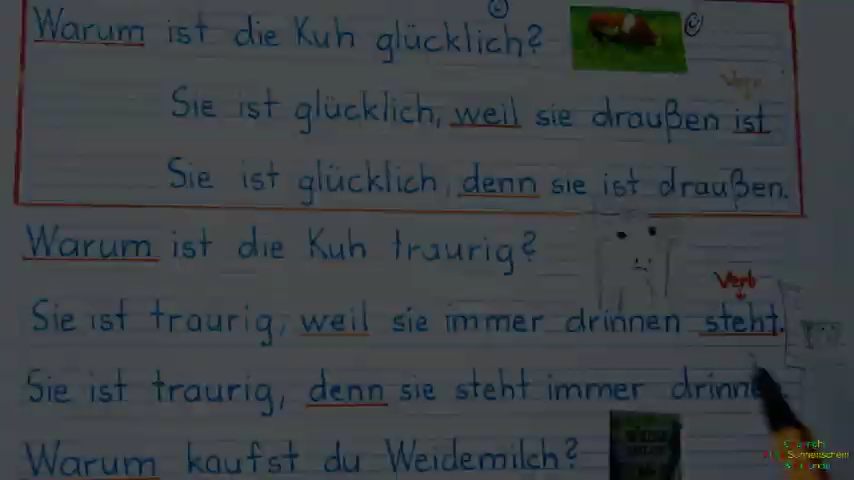 Warum ist die Kuh glücklich?
Verb
Sie ist glücklich, weil sie draußen ist
Sie ist glücklich, denn sie ist draußen.
Warum ist die Kuh traurig?
Verb
Sie ist traurig, weil sie immer drinnen steht.
Sie ist traurig, denn sie steht immer
Warum kaufst du Weidemilch?